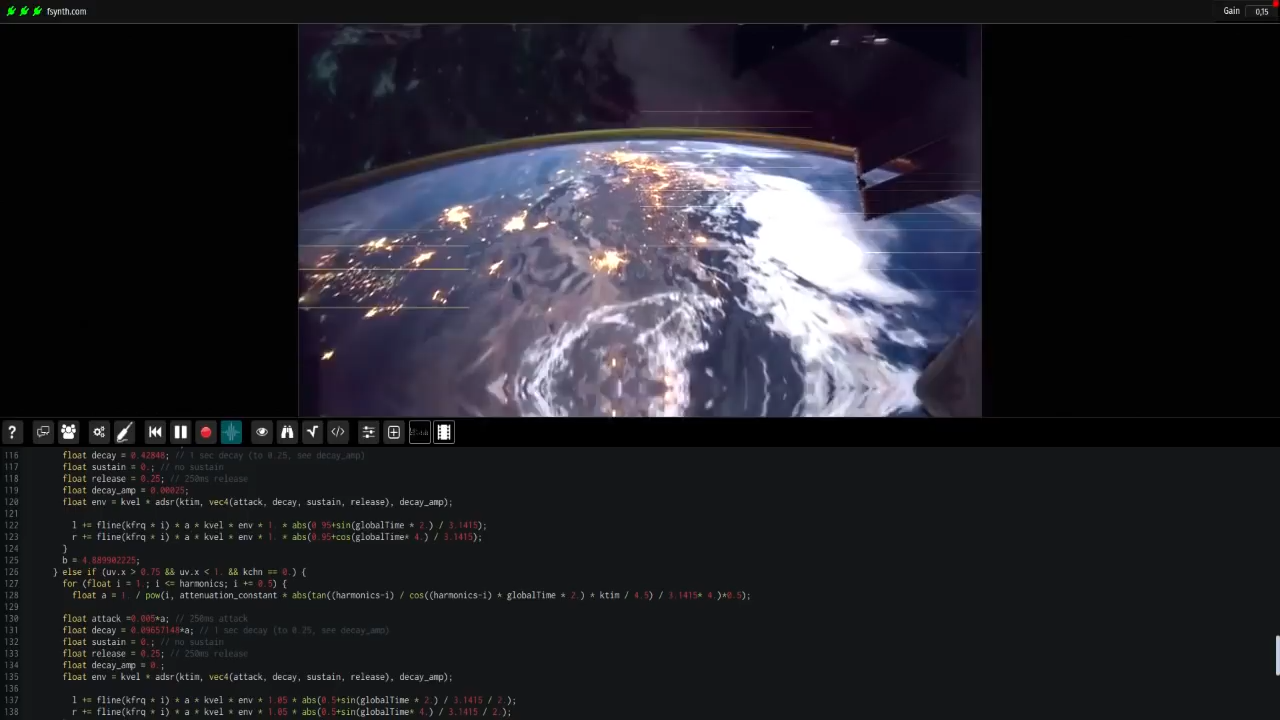 fsynth.com
Gain 0,15
116 float decay = 0.42848; // 1 sec decay (to 0.25, see decay_amp)
117 float sustain = 0.; // no sustain
118 float release = 0.25; // 250ms release
119 float decay_amp = 0.00025;
120 float env = kvel * adsr(ktim, vec4(attack, decay, sustain, release), decay_amp);
121
122 l += fline(kfrq * i) * a * kvel * env * 1. * abs(0.95+sin(globalTime * 2.) / 3.1415);
123 r += fline(kfrq * i) * a * kvel * env * 1. * abs(0.95+cos(globalTime* 4.) / 3.1415);
124 }
125 b = 4.889902225;
126 } else if (uv.x > 0.75 && uv.x < 1. && kchn == 0.) {
127 for (float i = 1.; i <= harmonics; i += 0.5) {
128 float a = 1. / pow(i, attenuation_constant * abs(tan((harmonics-i) / cos((harmonics-i) * globalTime * 2.) * ktim / 4.5) / 3.1415* 4.)*0.5);
129
130 float attack =0.005*a; // 250ms attack
131 float decay = 0.09657148*a; // 1 sec decay (to 0.25, see decay_amp)
132 float sustain = 0.; // no sustain
133 float release = 0.25; // 250ms release
134 float decay_amp = 0.;
135 float env = kvel * adsr(ktim, vec4(attack, decay, sustain, release), decay_amp);
136
137 l += fline(kfrq * i) * a * kvel * env * 1.05 * abs(0.5+sin(globalTime * 2.) / 3.1415 / 2.);
138 r += fline(kfrq * i) * a * kvel * env * 1.05 * abs(0.5+sin(globalTime* 4.) / 3.1415 / 2.);